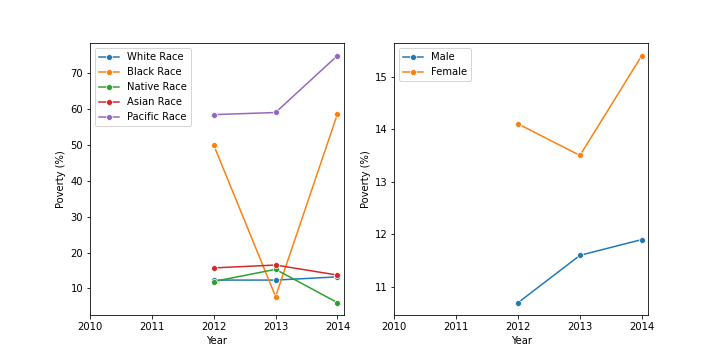 White Race
Black Race
Native Race
Asian Race
Pacific Race
70
60
50
40
30
20
10
Poverty (%)
2010 2011 2012 2013 2014
Year
Male
Female
15
14
13
12
11
Poverty (%)
2010 2011 2012 2013 2014
Year